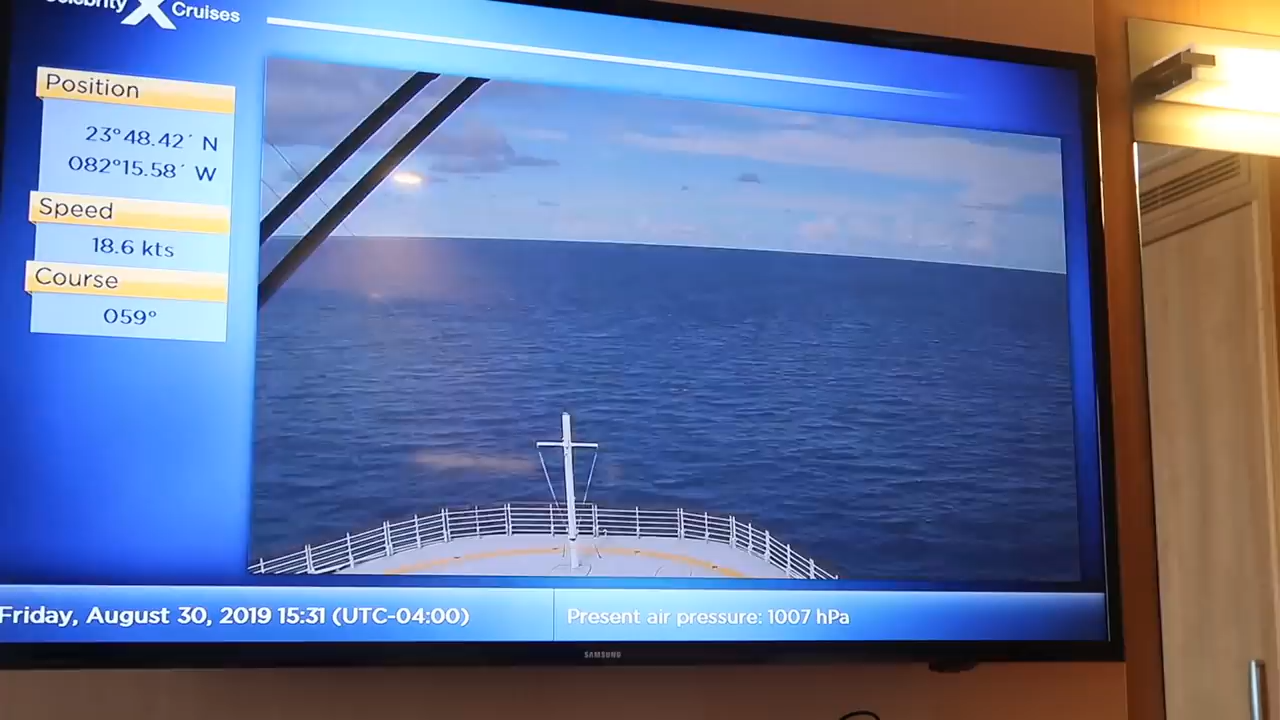 Celebrity X Cruises
Position
23°48.42´ N
082°15.58´ W
Speed
18.6 kts
Course
059°
Friday, August 30, 2019 15:31 (UTC-04:00)
Present air pressure: 1007 hPa
SAMSUNG